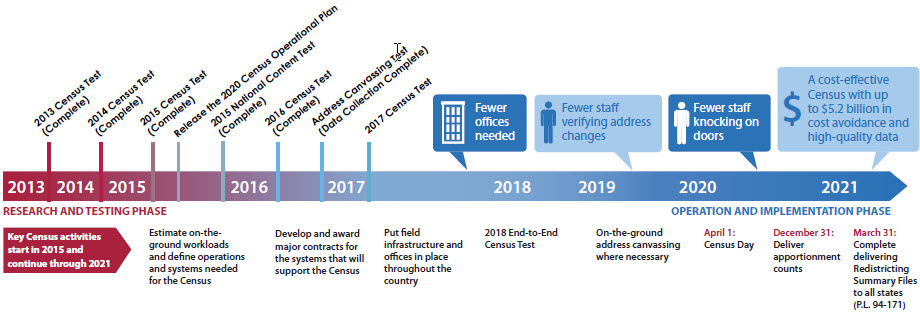 2013 Census Test
(Complete)
2014 Census Test
(Complete)
2015 Census Test
(Complete)
Release the 2020 Census Operational Plan
2015 National Content Test
(Complete)
2016 Census Test
(Complete)
Address Canvassing Test
(Data Collection Complete)
2017 Census Test
Fewer
offices
needed
Fewer staff
verifying address
changes
Fewer staff
knocking on
doors
$
A cost-effective
Census with up
to $5.2 billion in
cost avoidance and
high-quality data
2013
2014
2015
2016
2017
2018
2019
2020
2021
RESEARCH AND TESTING PHASE
OPERATION AND IMPLEMENTATION PHASE
Key Census activities
start in 2015 and
continue through 2021
Estimate on-the-
ground workloads
and define operations
and systems needed
for the Census
Develop and award
major contracts for
the systems that will
support the Census
Put field
infrastructure and
offices in place
throughout the
country
2018 End-to-End
Census Test
On-the-ground
address canvassing
where necessary
April 1:
Census Day
December 31:
Deliver
apportionment
counts
March 31:
Complete
delivering
Redistricting
Summary Files
to all states
(P.L. 94-171)